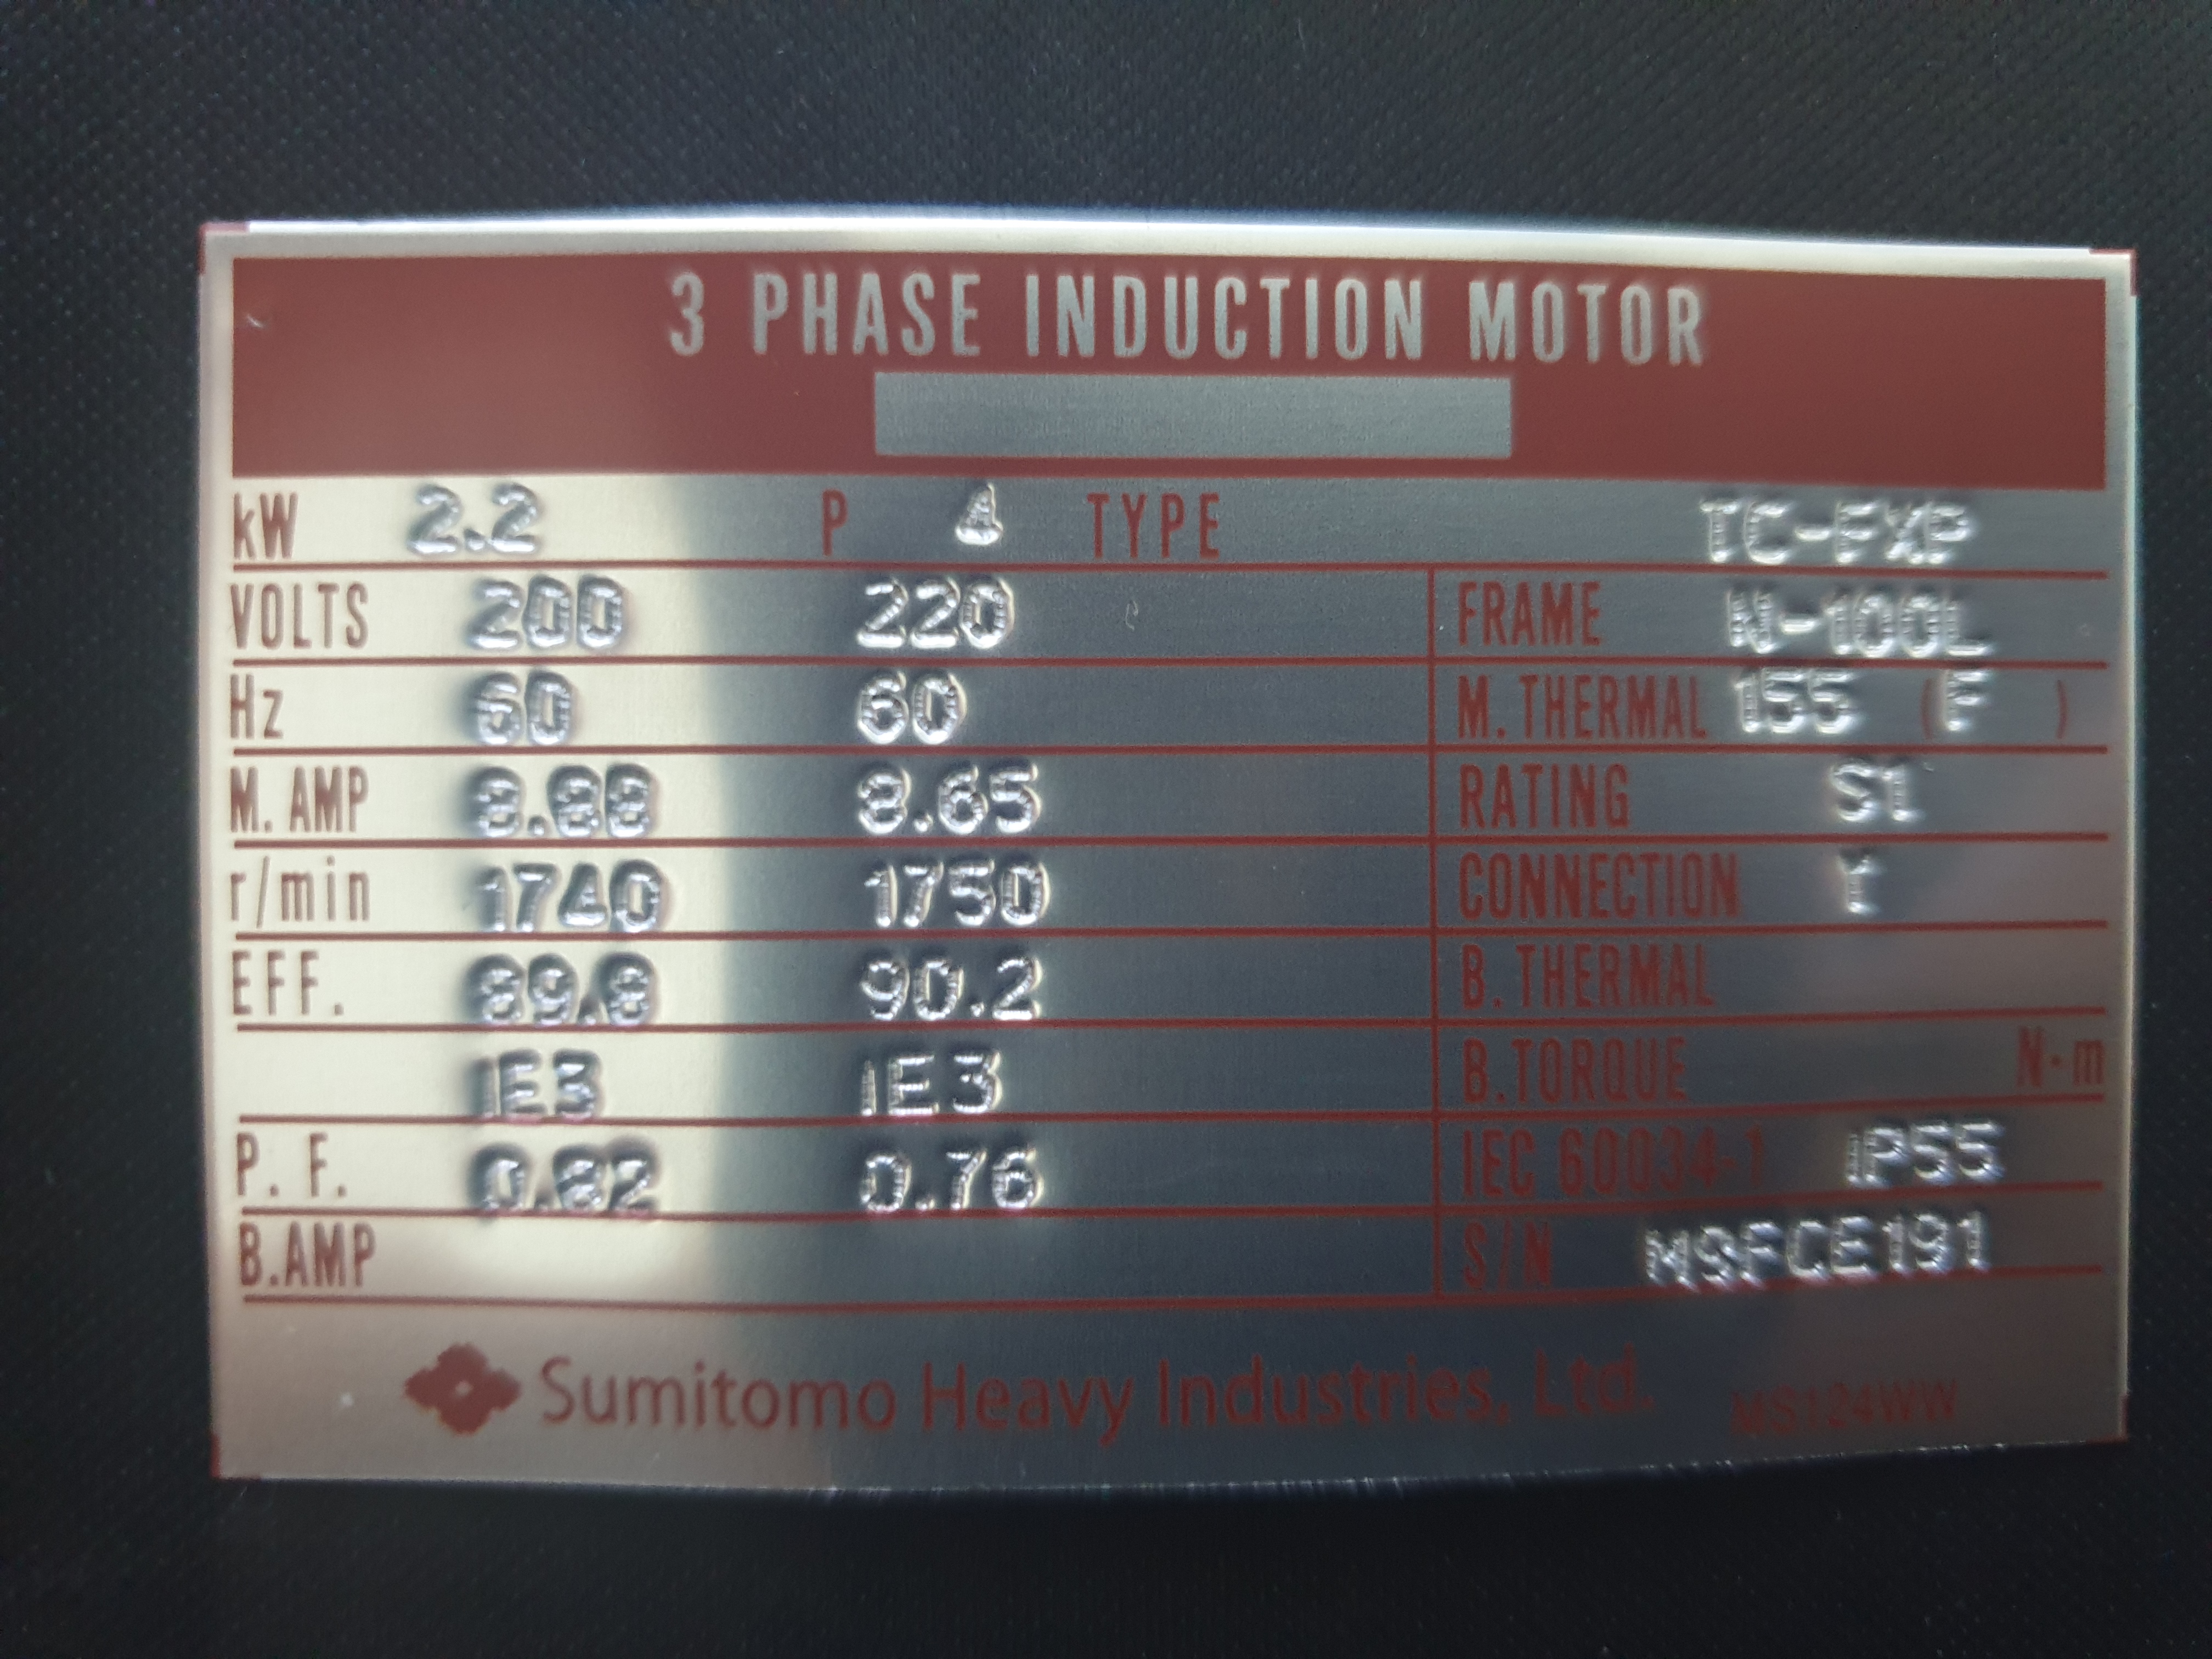 3 PHASE INDUCTION MOTOR
kW 2.2 P 4 TYPE TC-FXP
VOLTS 200 220 FRAME N-100L
Hz 60 60 M. THERMAL 155 (F )
M. AMP 8.88 8.65 RATING S1
r/min 1740 1750 CONNECTION 1
EFF. 89.8 90.2 B. THERMAL
IE3 IE3 B.TORQUE N·m
P. F. 0.82 0.76 IEC 60034-1 IP55
B.AMP S/N MSFCE191
Sumitomo Heavy Industries, Ltd. MS124WW